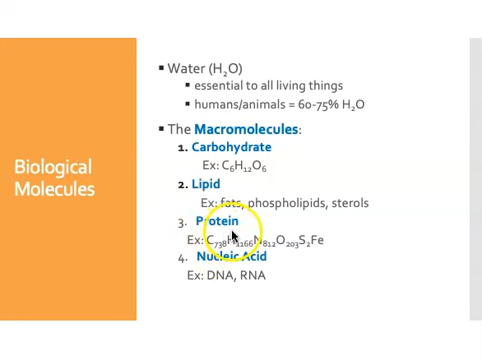 Biological
Molecules
Water (H₂O)
essential to all living things
humans/animals = 60-75% H₂O
The Macromolecules:
1. Carbohydrate
Ex: C₆H₁₂O₆
2. Lipid
Ex: fats, phospholipids, sterols
3. Protein
Ex: C₇₃₈H₁₁₆₆N₈₁₂O₂₀₃S₂Fe
4. Nucleic Acid
Ex: DNA, RNA